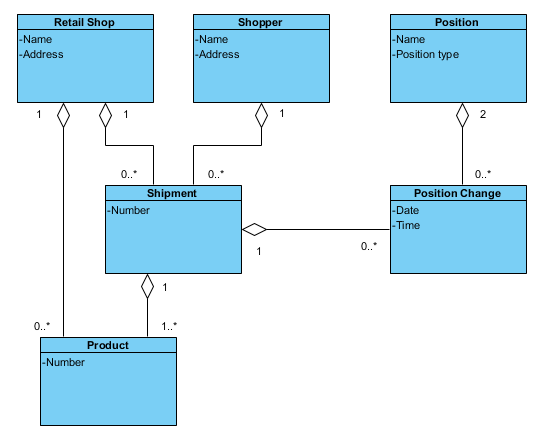 Retail Shop
-Name
-Address
Shopper
-Name
-Address
Position
-Name
-Position type
1
1
1
2
0..*
0..*
0..*
Shipment
-Number
Position Change
-Date
-Time
1
0..*
1
0..*
1..*
Product
-Number